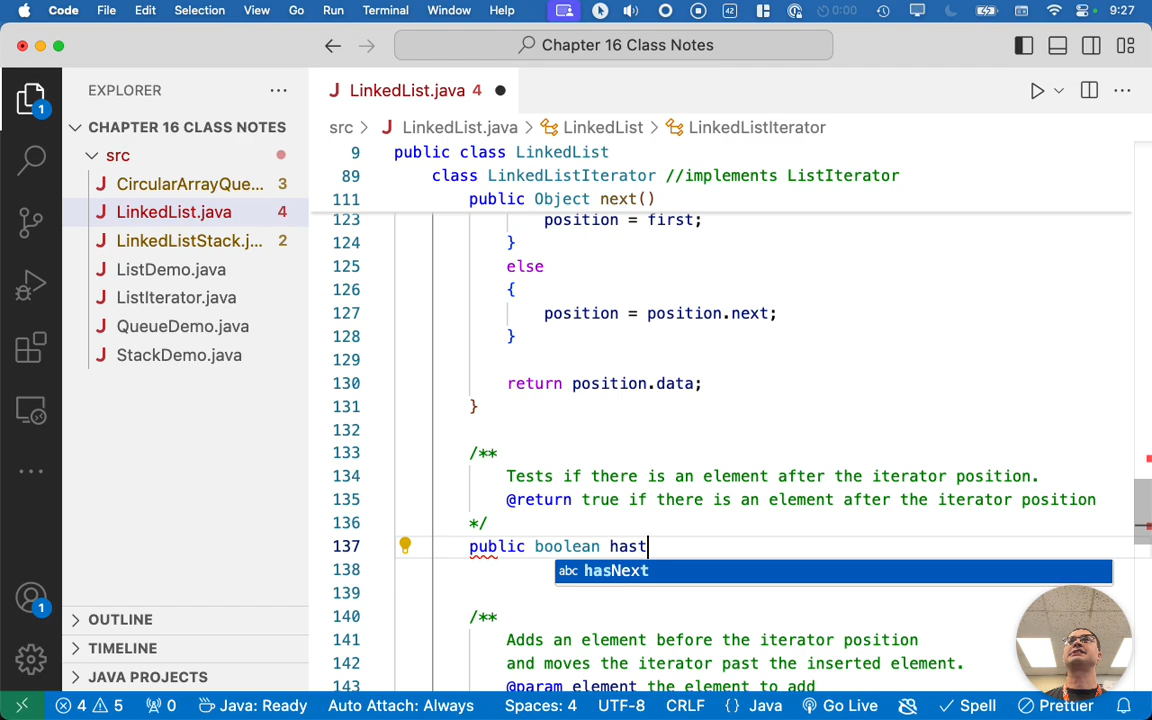 Code File Edit Selection View Go Run Terminal Window Help 42 0:00 9:27
Chapter 16 Class Notes
EXPLORER
LinkedList.java 4
CHAPTER 16 CLASS NOTES
src
CircularArrayQue... 3
LinkedList.java 4
LinkedListStack.j... 2
ListDemo.java
ListIterator.java
QueueDemo.java
StackDemo.java
OUTLINE
TIMELINE
JAVA PROJECTS
1
1
src > LinkedList.java > LinkedList > LinkedListIterator
9 public class LinkedList
89 class LinkedListIterator //implements ListIterator
111 public Object next()
123 position = first;
124 }
125 else
126 {
127 position = position.next;
128 }
129
130 return position.data;
131 }
132
133 /**
134 Tests if there is an element after the iterator position.
135 @return true if there is an element after the iterator position
136 */
137 public boolean hast
abc hasNext
138
139
140 /**
141 Adds an element before the iterator position
142 and moves the iterator past the inserted element.
143 @param element the element to add
4 5 0 Java: Ready Auto Attach: Always Spaces: 4 UTF-8 CRLF {} Java Go Live Spell Prettier